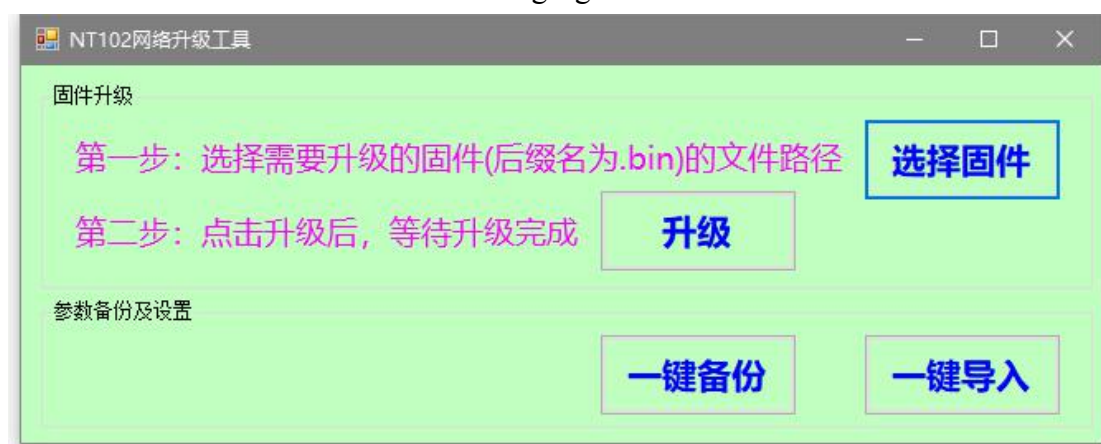 NT102网络升级工具
固件升级
第一步：选择需要升级的固件(后缀名为.bin)的文件路径
选择固件
第二步：点击升级后，等待升级完成
升级
参数备份及设置
一键备份
一键导入